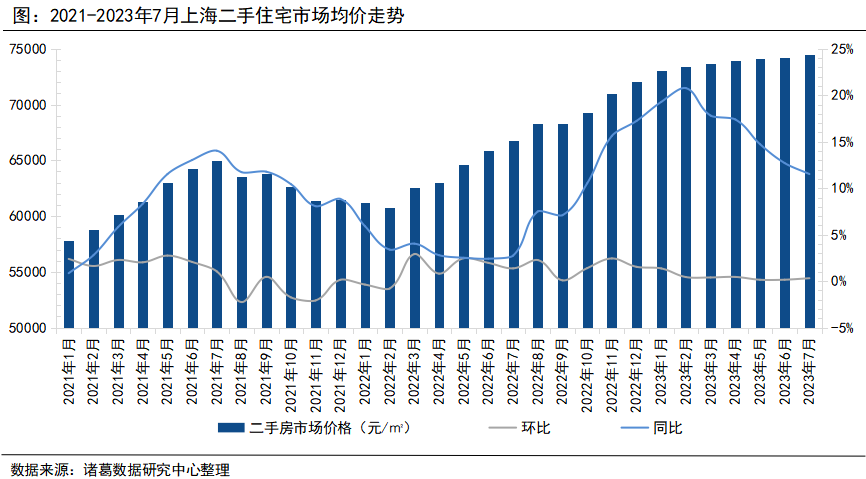 图：2021-2023年7月上海二手住宅市场均价走势
75000
70000
65000
60000
55000
50000
25%
20%
15%
10%
5%
0%
-5%
2021年1月
2021年2月
2021年3月
2021年4月
2021年5月
2021年6月
2021年7月
2021年8月
2021年9月
2021年10月
2021年11月
2021年12月
2022年1月
2022年2月
2022年3月
2022年4月
2022年5月
2022年6月
2022年7月
2022年8月
2022年9月
2022年10月
2022年11月
2022年12月
2023年1月
2023年2月
2023年3月
2023年4月
2023年5月
2023年6月
2023年7月
二手房市场价格（元/㎡） 环比 同比
数据来源：诸葛数据研究中心整理